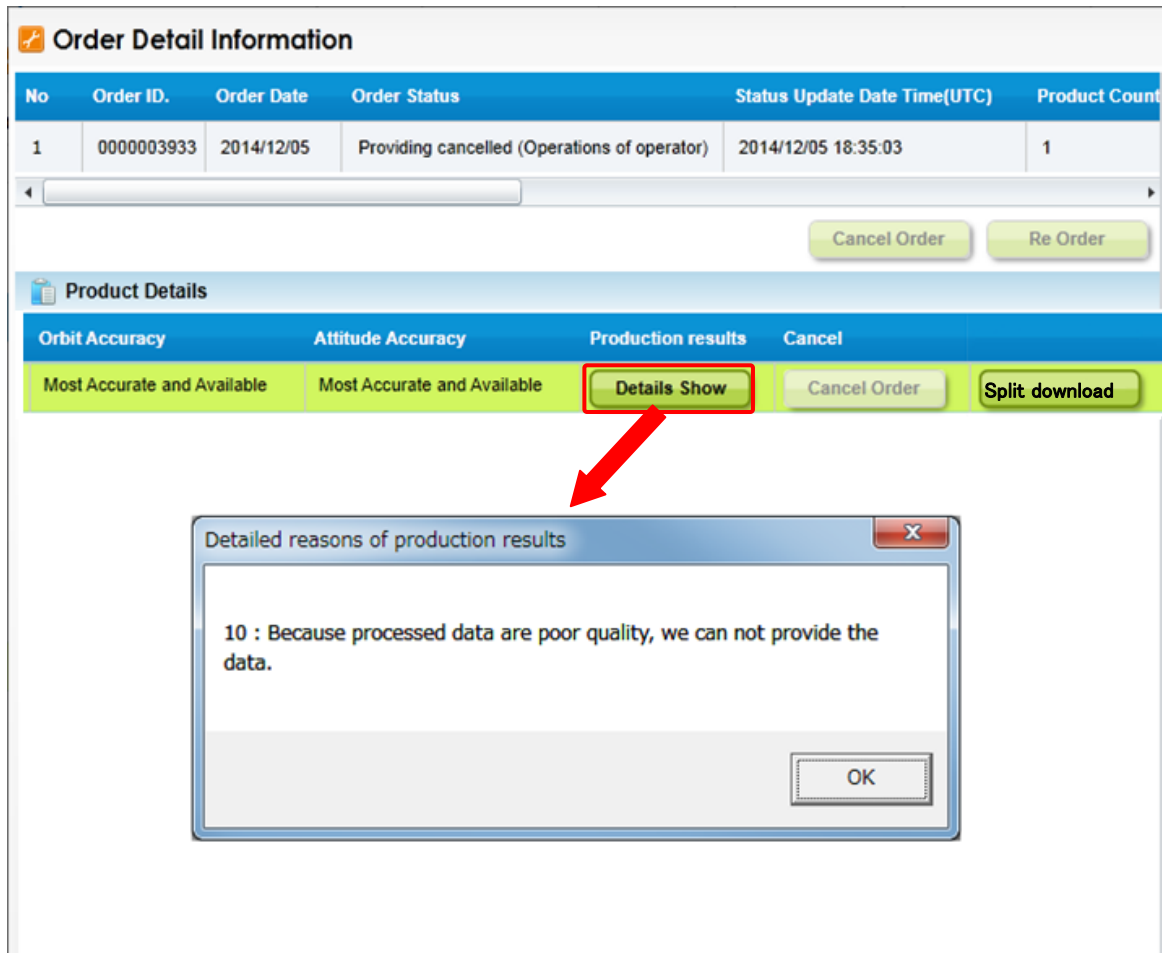 Order Detail Information
No Order ID. Order Date Order Status Status Update Date Time(UTC) Product Count
1 0000003933 2014/12/05 Providing cancelled (Operations of operator) 2014/12/05 18:35:03 1
Cancel Order Re Order
Product Details
Orbit Accuracy Attitude Accuracy Production results Cancel
Most Accurate and Available Most Accurate and Available Details Show Cancel Order Split download
Detailed reasons of production results
10 : Because processed data are poor quality, we can not provide the
data.
OK